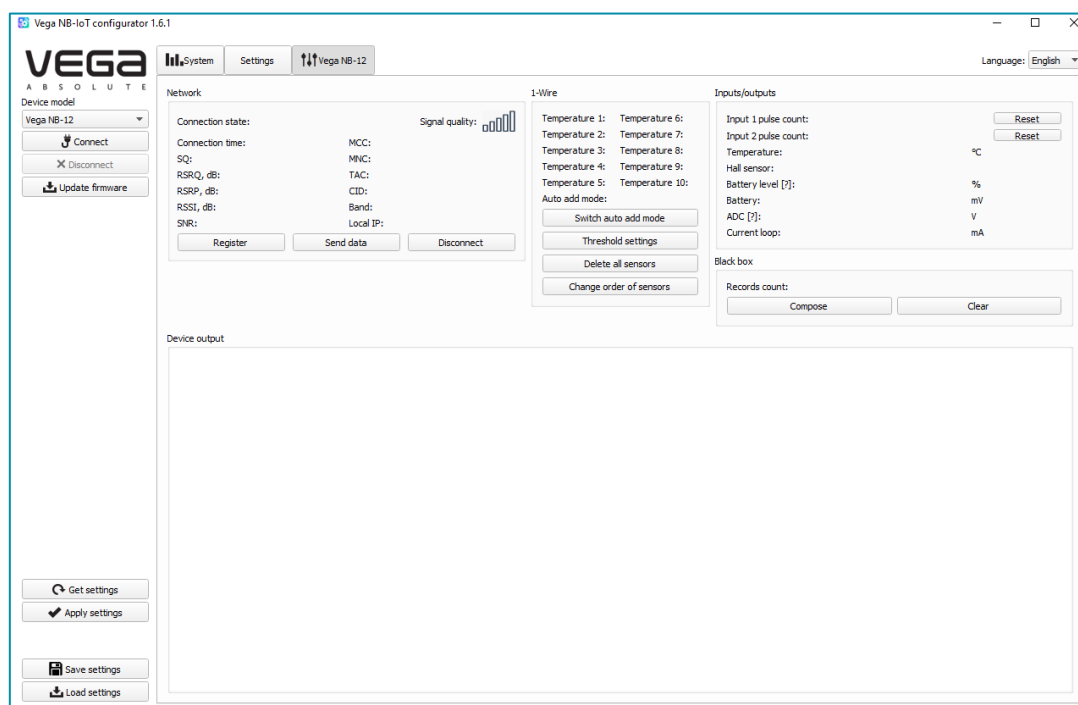 Vega NB-IoT configurator 1.6.1
VEGA
ABSOLUTE
Device model
Vega NB-12
Connect
Disconnect
Update firmware
Get settings
Apply settings
Save settings
Load settings
System Settings Vega NB-12
Language: English
Network
Connection state: Signal quality:
Connection time: MCC:
SQ: MNC:
RSRQ, dB: TAC:
RSRP, dB: CID:
RSSI, dB: Band:
SNR: Local IP:
Register Send data Disconnect
1-Wire
Temperature 1: Temperature 6:
Temperature 2: Temperature 7:
Temperature 3: Temperature 8:
Temperature 4: Temperature 9:
Temperature 5: Temperature 10:
Auto add mode:
Switch auto add mode
Threshold settings
Delete all sensors
Change order of sensors
Inputs/outputs
Input 1 pulse count: Reset
Input 2 pulse count: Reset
Temperature: °C
Hall sensor:
Battery level [?]: %
Battery: mV
ADC [?]: V
Current loop: mA
Black box
Records count:
Compose Clear
Device output